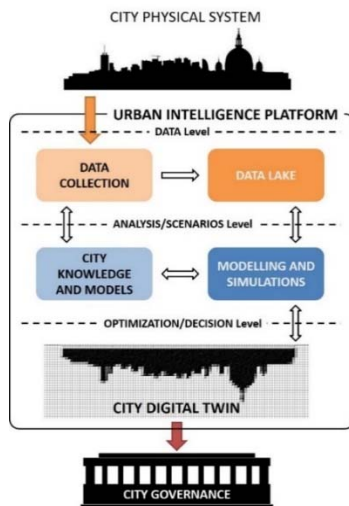 CITY PHYSICAL SYSTEM
URBAN INTELLIGENCE PLATFORM
DATA Level
DATA
COLLECTION
DATA LAKE
ANALYSIS/SCENARIOS Level
CITY
KNOWLEDGE
AND MODELS
MODELLING AND
SIMULATIONS
OPTIMIZATION/DECISION Level
CITY DIGITAL TWIN
CITY GOVERNANCE